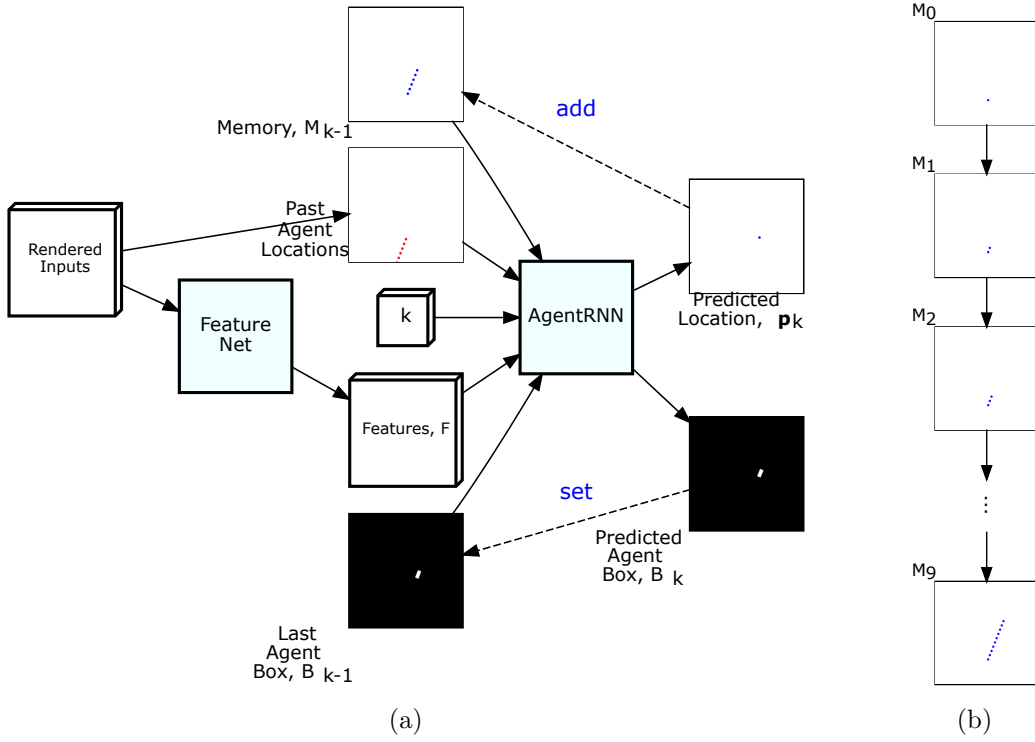 Memory, M k-1
add
Past
Agent
Locations
Rendered
Inputs
Feature
Net
k
AgentRNN
Predicted
Location, pk
Features, F
set
Predicted
Agent
Box, B k
Last
Agent
Box, B k-1
(a)
M0
M1
M2
⋮
M9
(b)